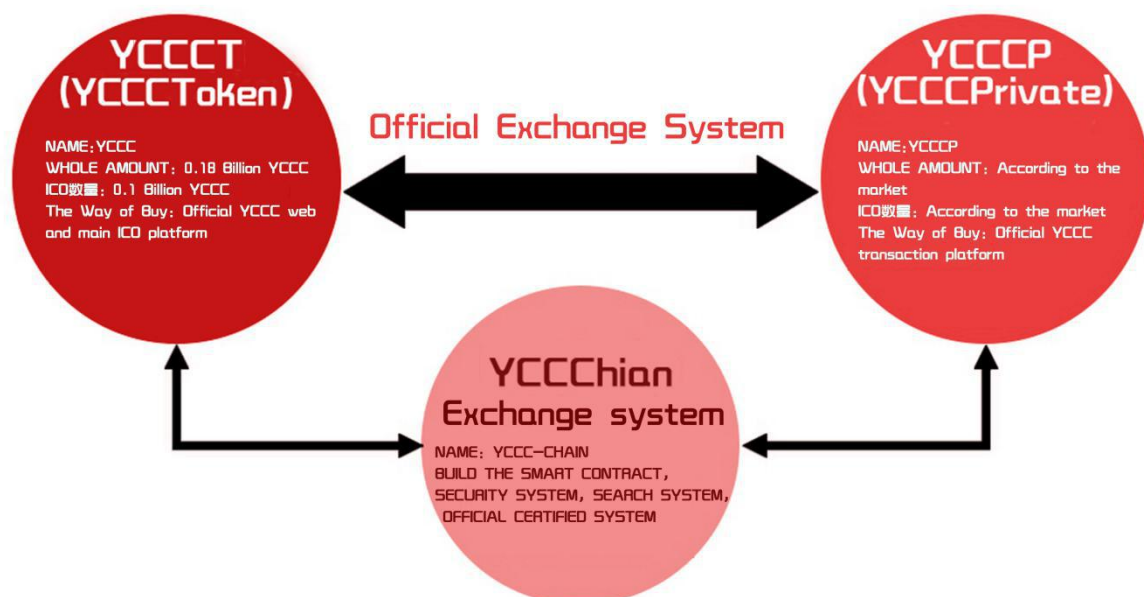 YCCCT
(YCCCToken)
NAME:YCCC
WHOLE AMOUNT: 0.18 Billion YCCC
ICO数量: 0.1 Billion YCCC
The Way of Buy: Official YCCC web
and main ICO platform
Official Exchange System
YCCCP
(YCCCPrivate)
NAME:YCCCP
WHOLE AMOUNT: According to the
market
ICO数量: According to the market
The Way of Buy: Official YCCC
transaction platform
YCCChian
Exchange system
NAME: YCCC-CHAIN
BUILD THE SMART CONTRACT,
SECURITY SYSTEM, SEARCH SYSTEM,
OFFICIAL CERTIFIED SYSTEM